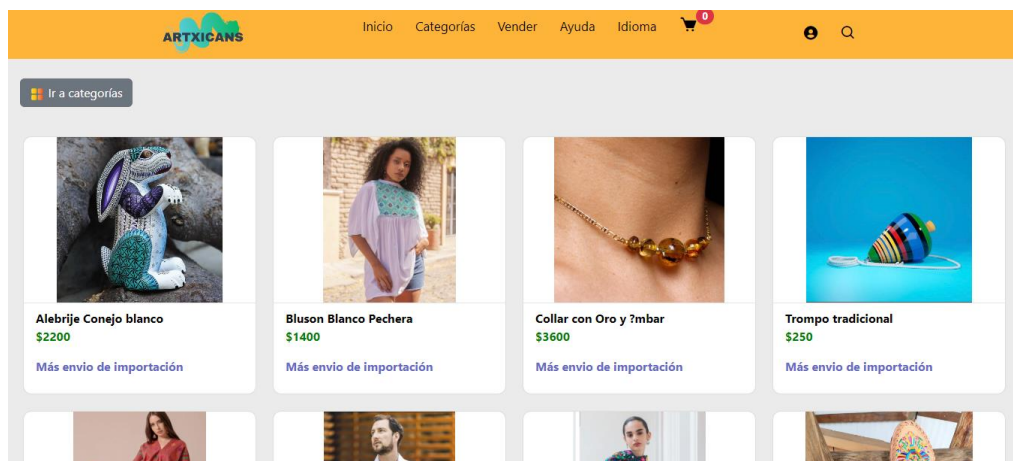 ARTXICANS
Inicio Categorías Vender Ayuda Idioma 0
Ir a categorías
Alebrije Conejo blanco
$2200
Más envio de importación
Bluson Blanco Pechera
$1400
Más envio de importación
Collar con Oro y ?mbar
$3600
Más envio de importación
Trompo tradicional
$250
Más envio de importación